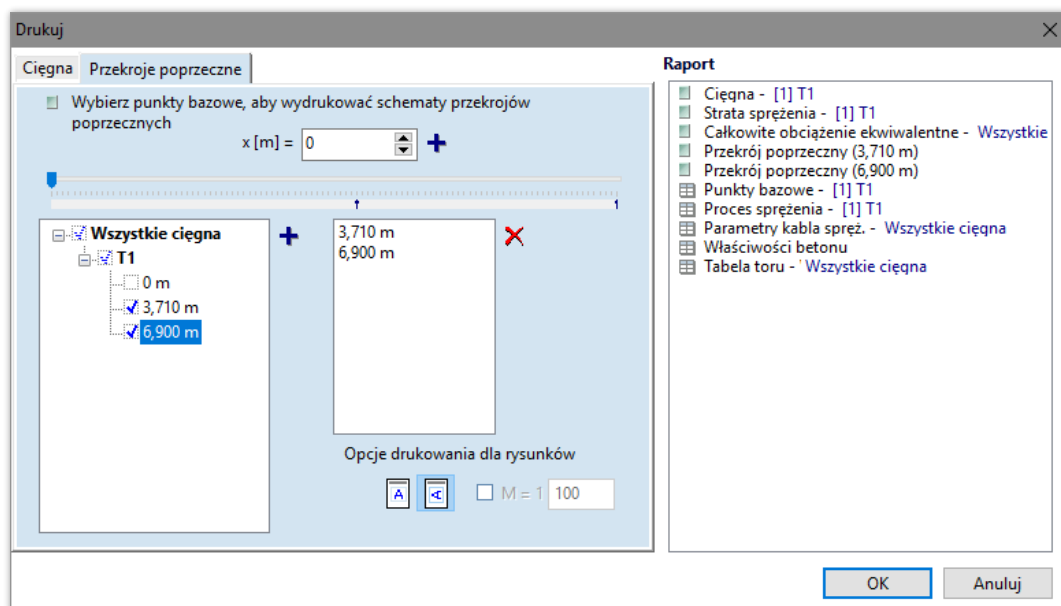 Drukuj
Cięgna
Przekroje poprzeczne
Wybierz punkty bazowe, aby wydrukować schematy przekrojów
poprzecznych
x [m] = 0
Wszystkie cięgna
T1
0 m
3,710 m
6,900 m
3,710 m
6,900 m
Opcje drukowania dla rysunków
A
A
M = 1 100
Raport
Cięgna - [1] T1
Strata sprężenia - [1] T1
Całkowite obciążenie ekwiwalentne - Wszystkie
Przekrój poprzeczny (3,710 m)
Przekrój poprzeczny (6,900 m)
Punkty bazowe - [1] T1
Proces sprężenia - [1] T1
Parametry kabla spręż. - Wszystkie cięgna
Właściwości betonu
Tabela toru - ' Wszystkie cięgna
OK
Anuluj